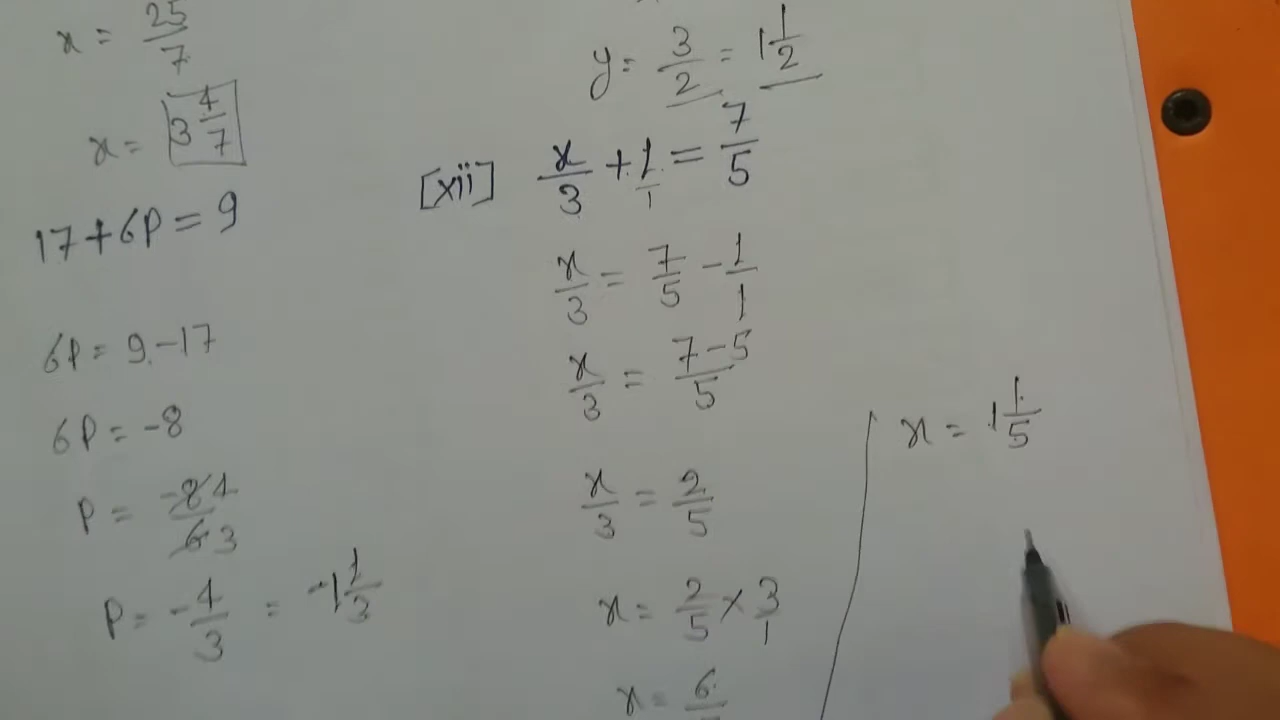 x = 25/7
x = 3 4/7
17+6P = 9
6P = 9-17
6P = -8
P = -8 4/6 3
P = -4/3 = -1 1/3
y = 3/2 = 1 1/2
[xii] x/3 + 1/1 = 7/5
x/3 = 7/5 - 1/1
x/3 = 7-5/5
x/3 = 2/5
x = 2/5 × 3/1
x = 6
x = 1 1/5